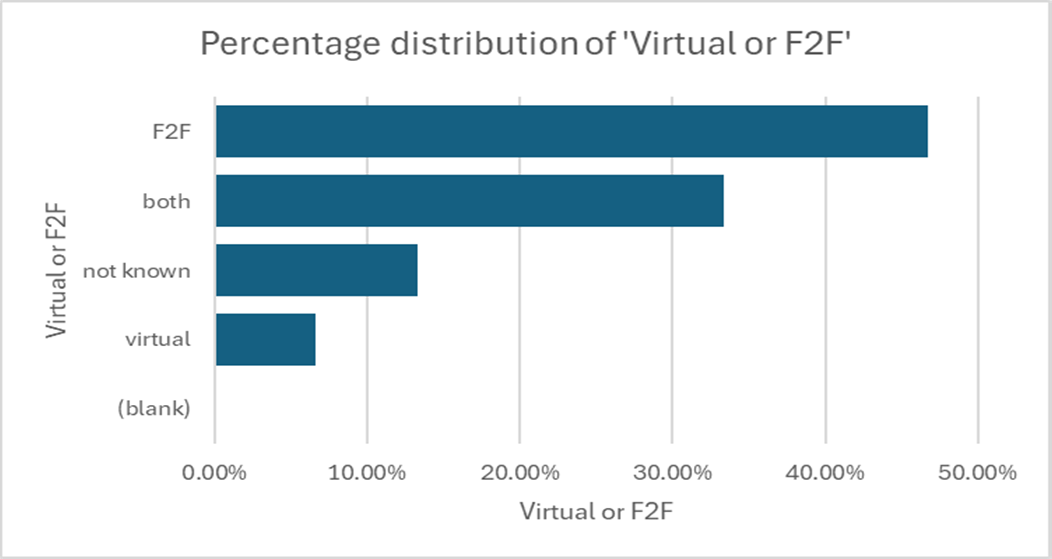 Percentage distribution of 'Virtual or F2F'
Virtual or F2F
F2F
both
not known
virtual
(blank)
0.00% 10.00% 20.00% 30.00% 40.00% 50.00%
Virtual or F2F